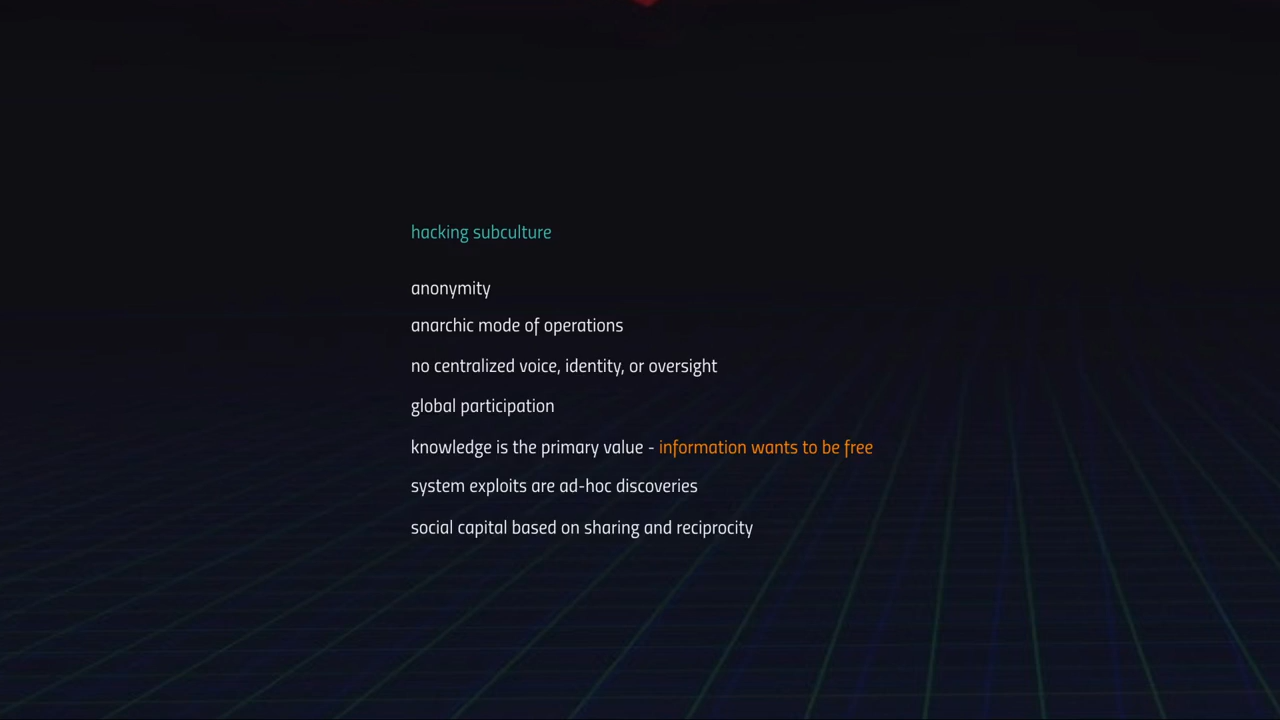 hacking subculture
anonymity
anarchic mode of operations
no centralized voice, identity, or oversight
global participation
knowledge is the primary value - information wants to be free
system exploits are ad-hoc discoveries
social capital based on sharing and reciprocity